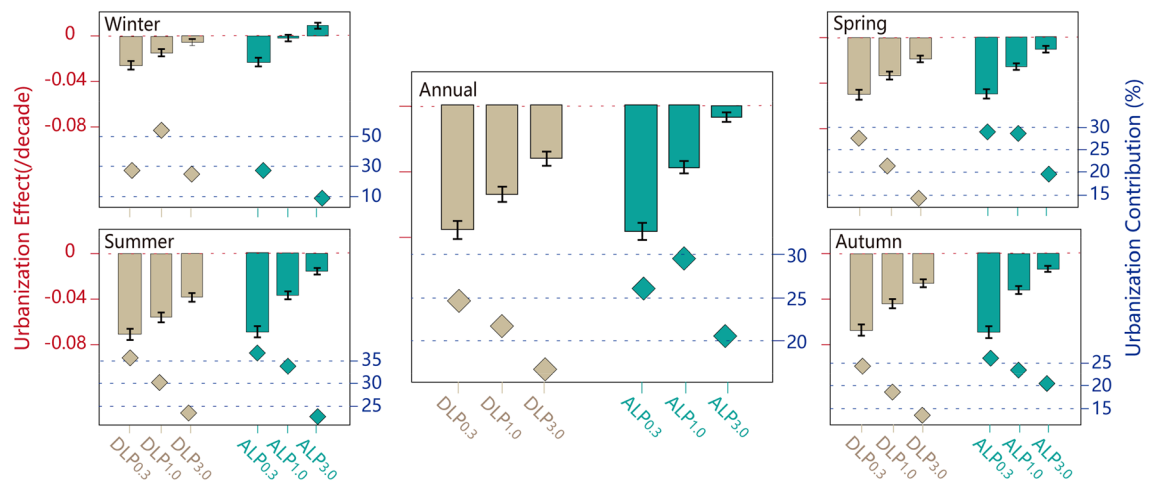 Winter
0
-0.04
-0.08
50
30
10
Summer
0
-0.04
-0.08
35
30
25
DLP0.3 DLP1.0 DLP3.0 ALP0.3 ALP1.0 ALP3.0
Urbanization Effect(/decade)
Annual
30
25
20
DLP0.3 DLP1.0 DLP3.0 ALP0.3 ALP1.0 ALP3.0
Spring
30
25
20
15
Autumn
25
20
15
DLP0.3 DLP1.0 DLP3.0 ALP0.3 ALP1.0 ALP3.0
Urbanization Contribution (%)